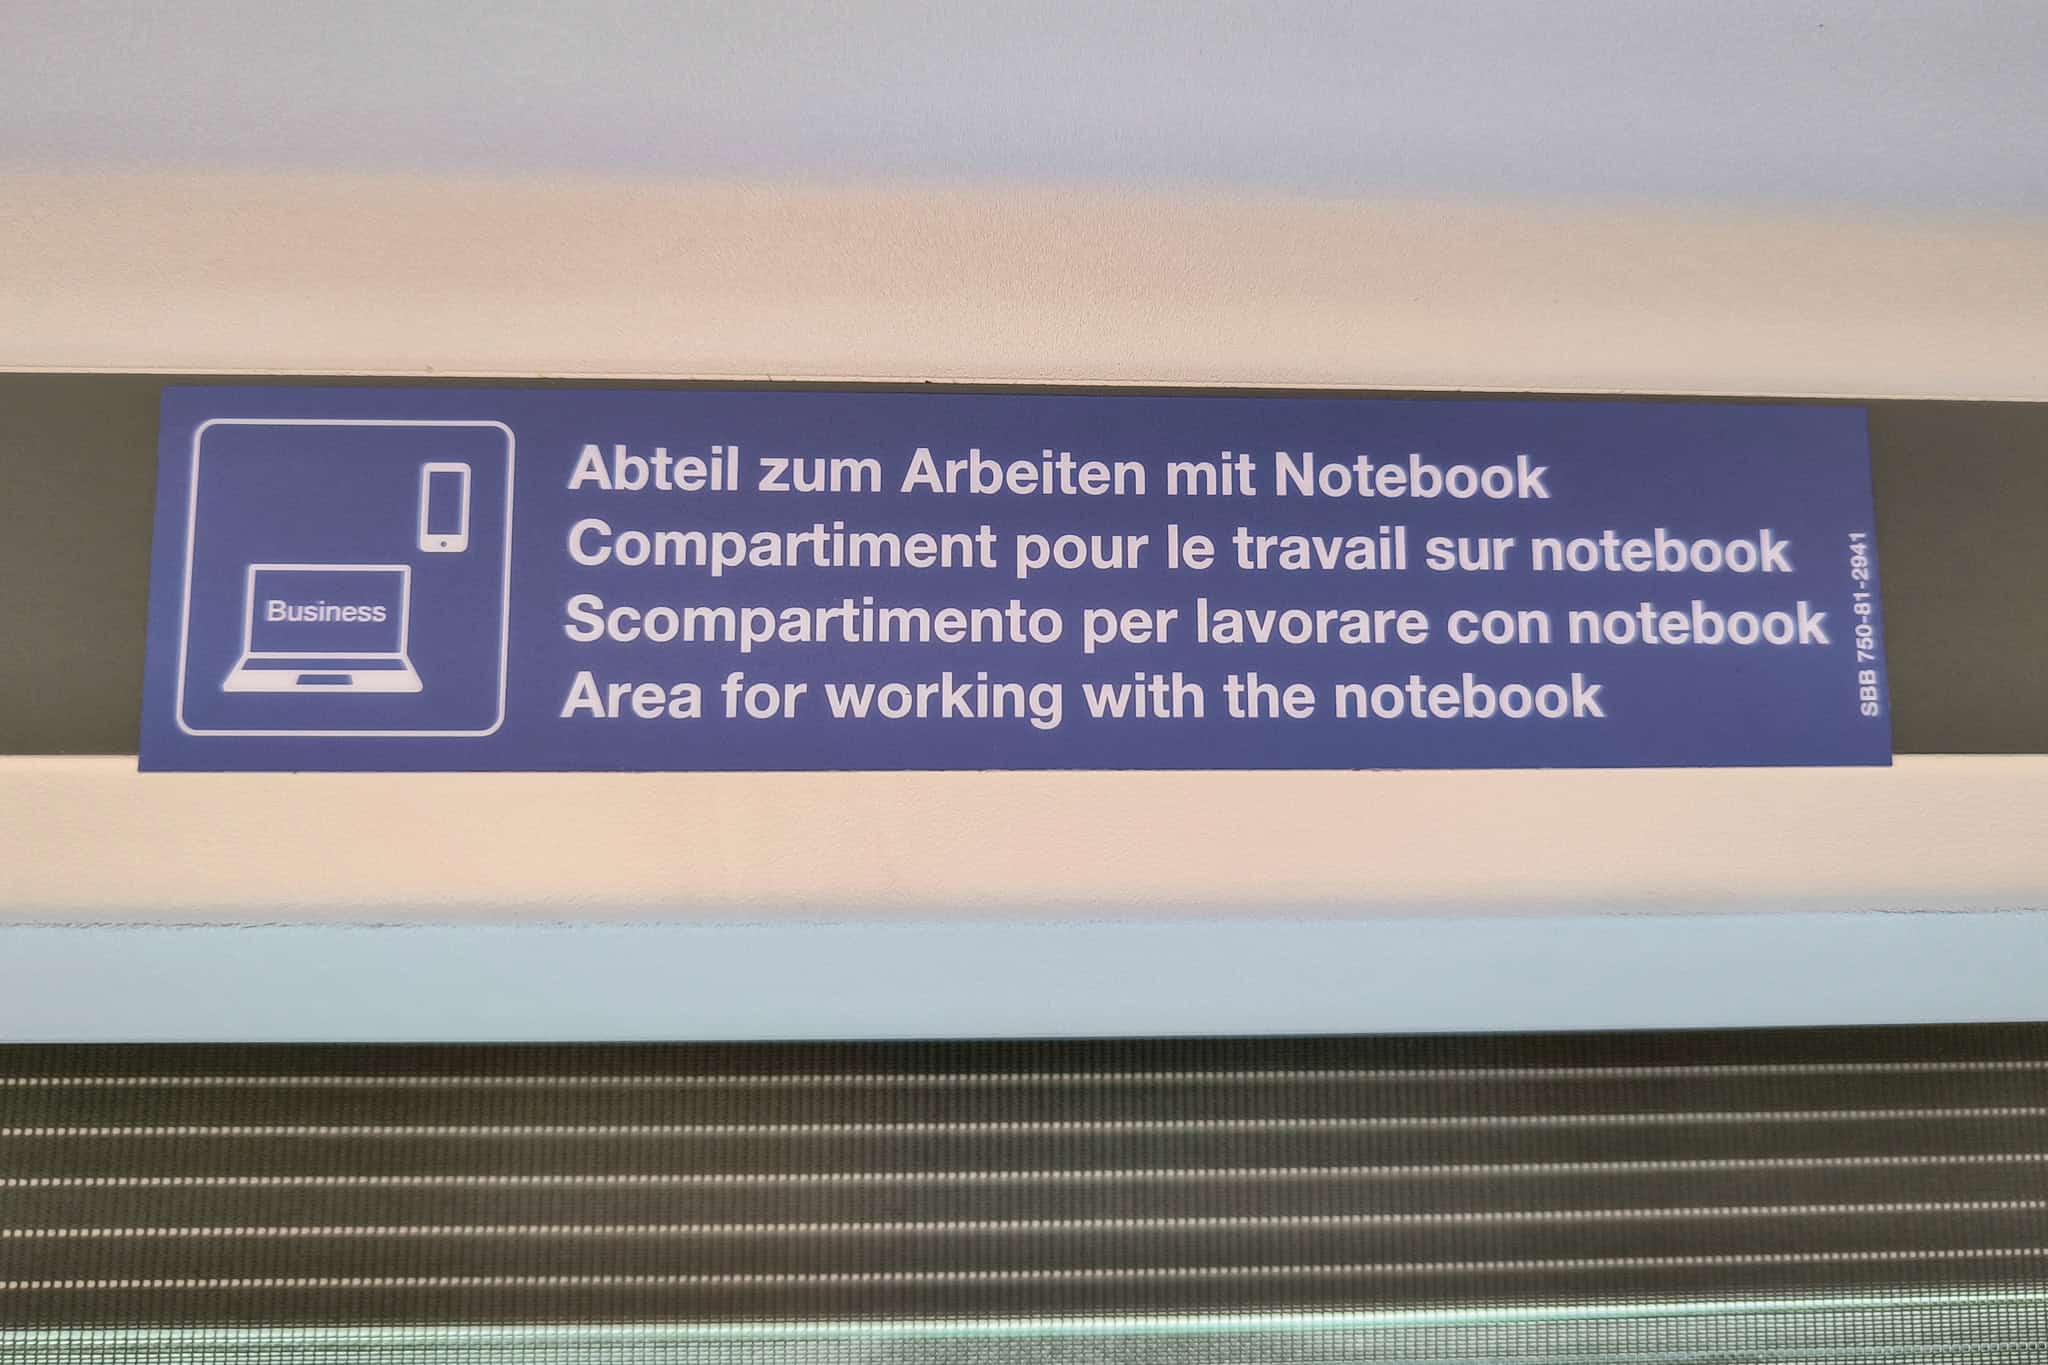 Business
Abteil zum Arbeiten mit Notebook
Compartiment pour le travail sur notebook
Scompartimento per lavorare con notebook
Area for working with the notebook
SBB 750-81-2941